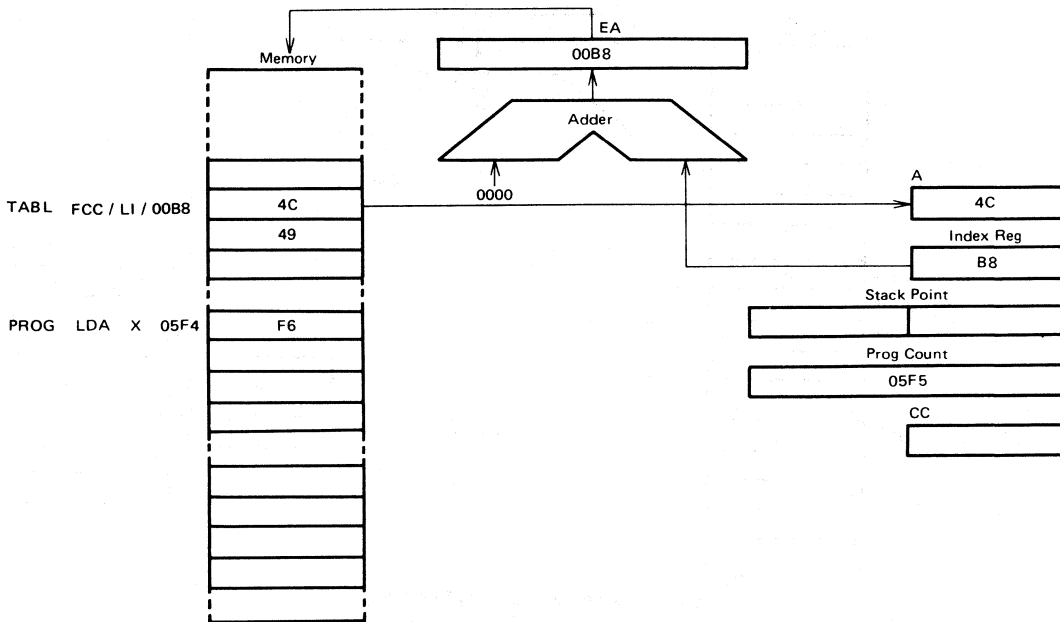 EA
00B8
Memory
Adder
0000
A
TABL FCC / LI / 00B8
4C
4C
49
Index Reg
B8
Stack Point
PROG LDA X 05F4
F6
Prog Count
05F5
CC